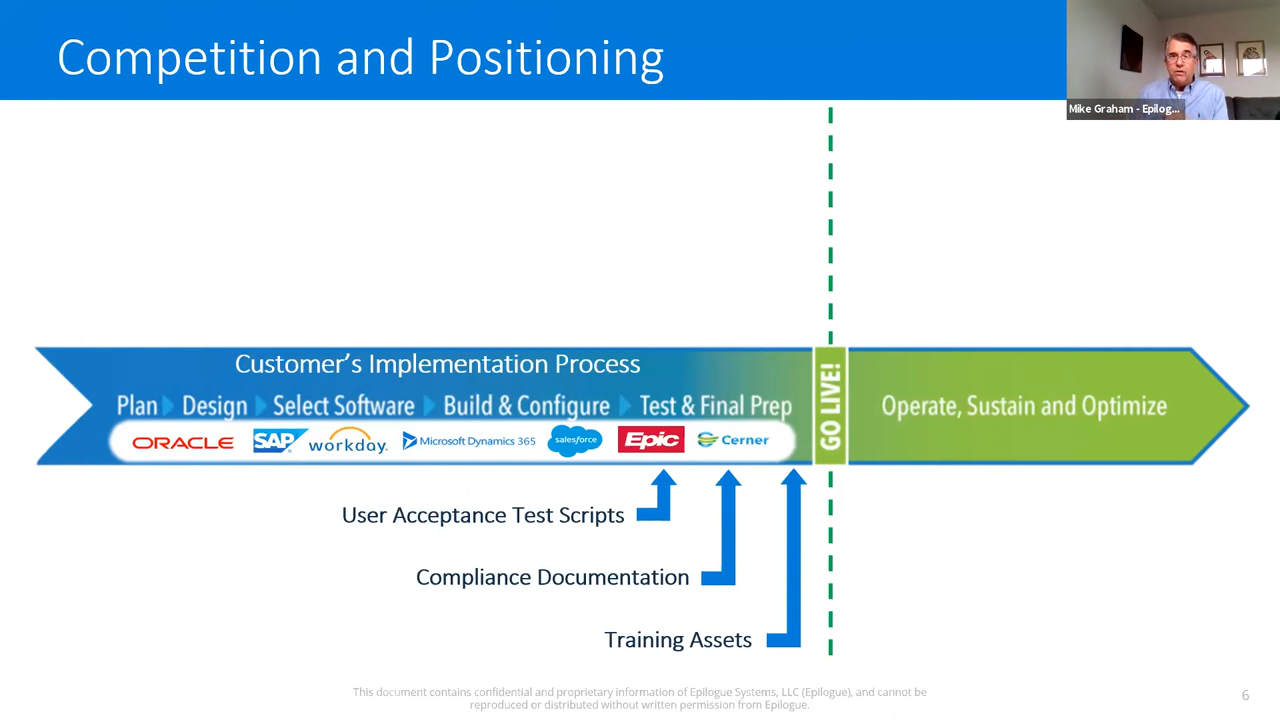 Competition and Positioning
Mike Graham - Epilog...
Customer's Implementation Process
Plan Design Select Software Build & Configure Test & Final Prep
GO LIVE!
Operate, Sustain and Optimize
ORACLE SAP workday. Microsoft Dynamics 365 salesforce Epic Cerner
User Acceptance Test Scripts
Compliance Documentation
Training Assets
This document contains confidential and proprietary information of Epilogue Systems, LLC (Epilogue), and cannot be
reproduced or distributed without written permission from Epilogue.
6